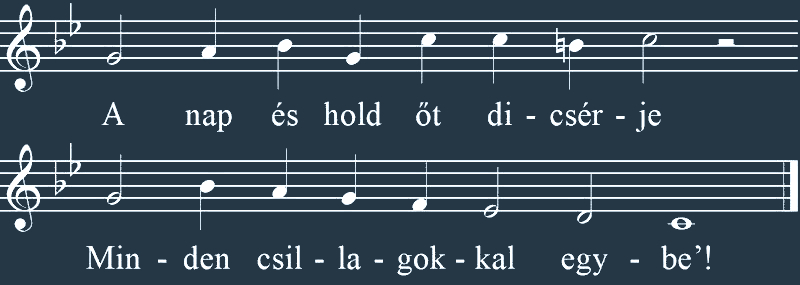 A nap és hold őt di - csér - je
Min - den csil - la - gok - kal egy - be'!